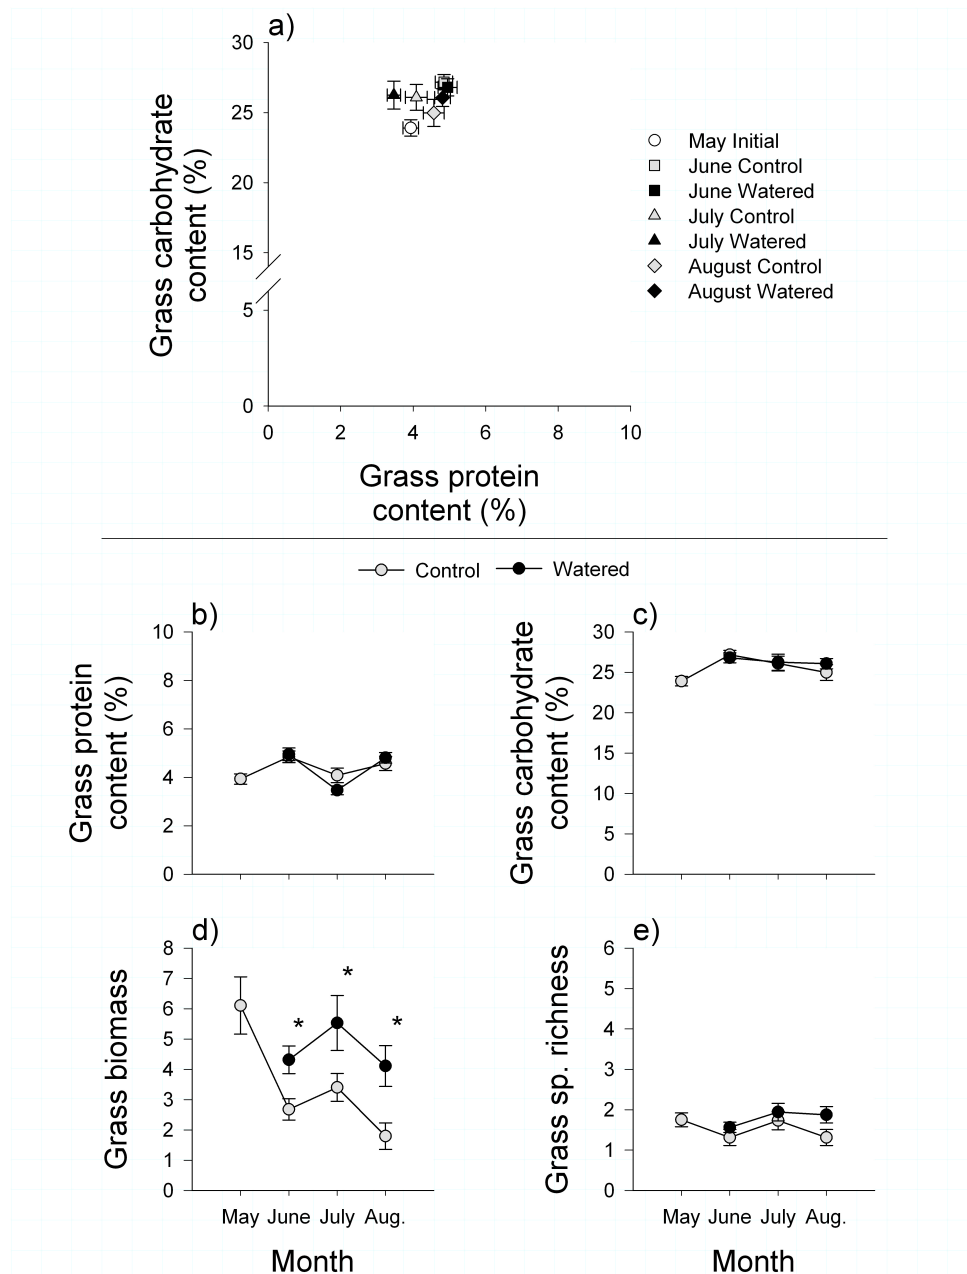 a)
30
25
20
15
5
0
Grass carbohydrate
content (%)
0 2 4 6 8 10
Grass protein
content (%)
May Initial
June Control
June Watered
July Control
July Watered
August Control
August Watered
Control Watered
b)
10
8
6
4
2
0
Grass protein
content (%)
c)
30
25
20
15
10
5
0
Grass carbohydrate
content (%)
d)
8
7
6
5
4
3
2
1
0
Grass biomass
*
*
*
May June July Aug.
Month
e)
6
5
4
3
2
1
0
Grass sp. richness
May June July Aug.
Month